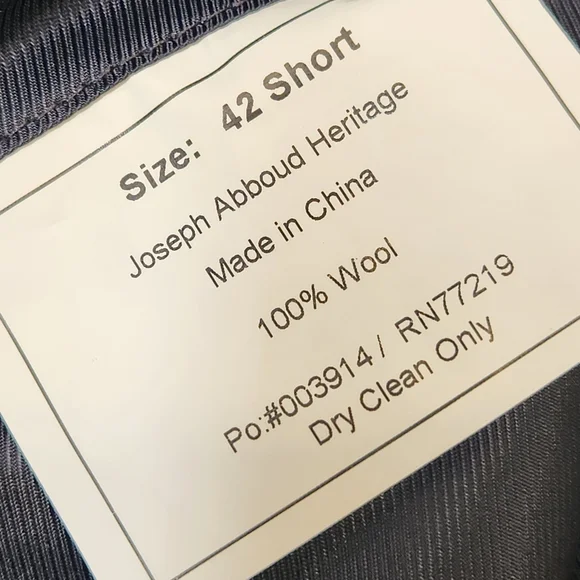 Size: 42 Short
Joseph Abboud Heritage
Made in China
100% Wool
Po:#003914 / RN77219
Dry Clean Only